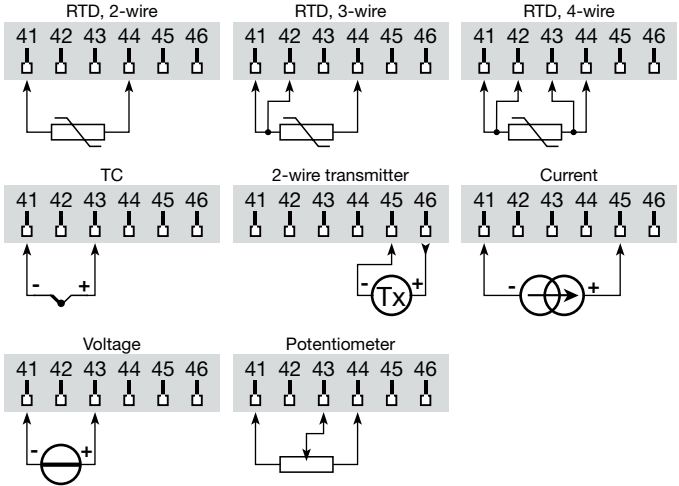 RTD, 2-wire
41 42 43 44 45 46
RTD, 3-wire
41 42 43 44 45 46
RTD, 4-wire
41 42 43 44 45 46
TC
41 42 43 44 45 46
- +
2-wire transmitter
41 42 43 44 45 46
- Tx +
Current
41 42 43 44 45 46
- +
Voltage
41 42 43 44 45 46
- +
Potentiometer
41 42 43 44 45 46